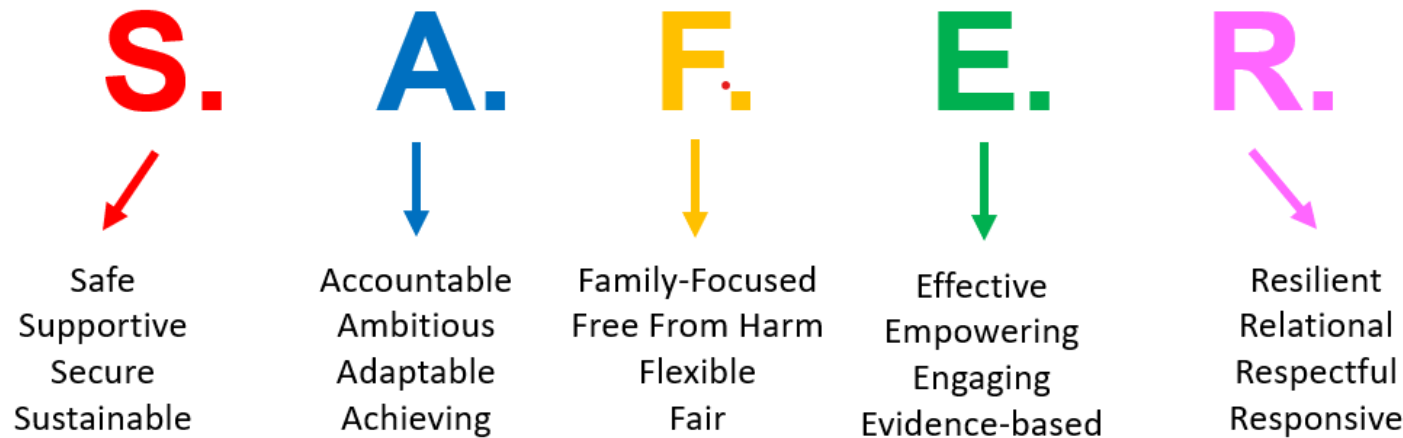 S. A. F. E. R.
Safe
Supportive
Secure
Sustainable
Accountable
Ambitious
Adaptable
Achieving
Family-Focused
Free From Harm
Flexible
Fair
Effective
Empowering
Engaging
Evidence-based
Resilient
Relational
Respectful
Responsive